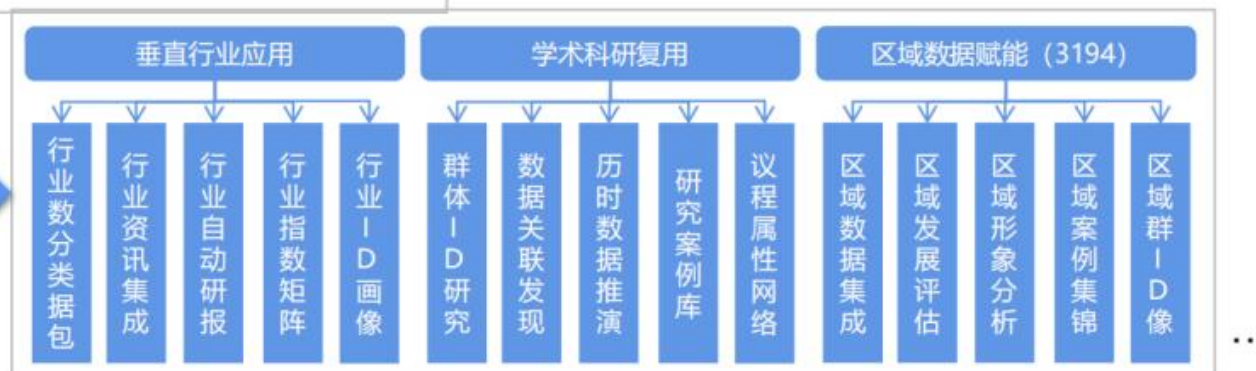 垂直行业应用
行业数分类据包
行业资讯集成
行业自动研报
行业指数矩阵
行业ID画像
学术科研复用
群体ID研究
数据关联发现
历时数据推演
研究案例库
议程属性网络
区域数据赋能（3194）
区域数据集成
区域发展评估
区域形象分析
区域案例集锦
区域群ID像
..